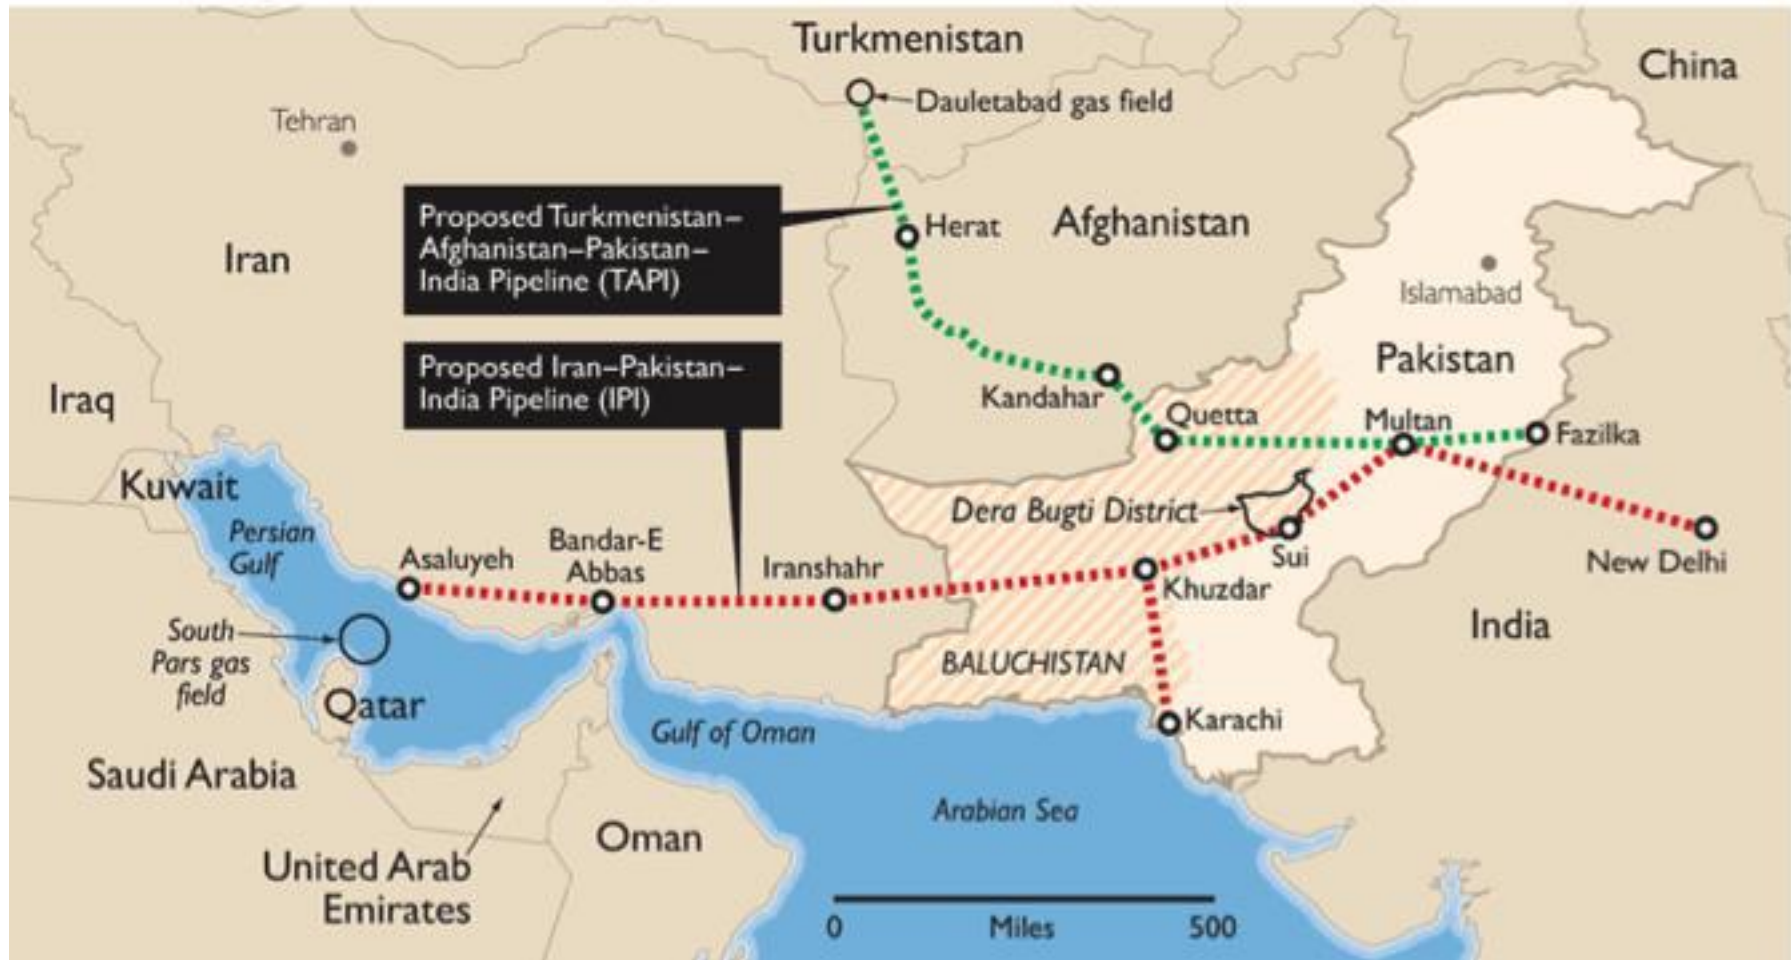 Turkmenistan
China
Dauletabad gas field
Tehran
Proposed Turkmenistan–
Afghanistan–Pakistan–
India Pipeline (TAPI)
Herat
Afghanistan
Iran
Islamabad
Proposed Iran–Pakistan–
India Pipeline (IPI)
Pakistan
Iraq
Kandahar
Quetta
Multan
Fazilka
Kuwait
Dera Bugti District
Persian
Gulf
Asaluyeh
Bandar-E
Abbas
Iranshahr
Sui
New Delhi
Khuzdar
India
South
Pars gas
field
BALUCHISTAN
Qatar
Gulf of Oman
Karachi
Saudi Arabia
Arabian Sea
Oman
United Arab
Emirates
0 Miles 500